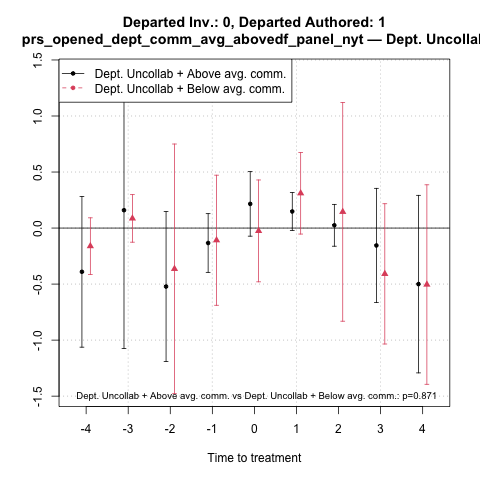 Departed Inv.: 0, Departed Authored: 1
prs_opened_dept_comm_avg_abovedf_panel_nyt — Dept. Uncollab
Dept. Uncollab + Above avg. comm.
Dept. Uncollab + Below avg. comm.
1.5
1.0
0.5
0.0
-0.5
-1.0
-1.5
Dept. Uncollab + Above avg. comm. vs Dept. Uncollab + Below avg. comm.: p=0.871
-4 -3 -2 -1 0 1 2 3 4
Time to treatment